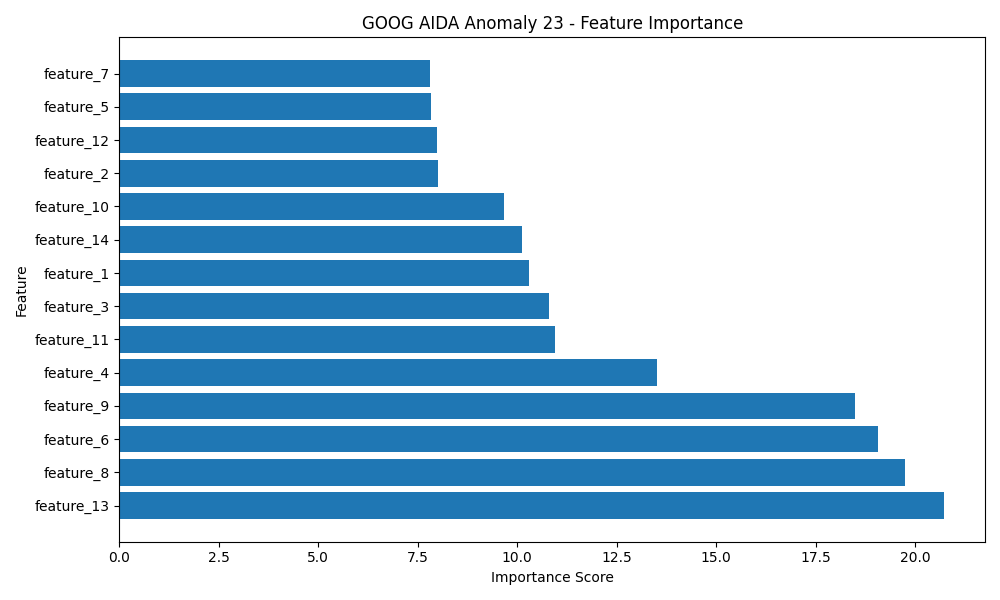 GOOG AIDA Anomaly 23 - Feature Importance
feature_7
feature_5
feature_12
feature_2
feature_10
feature_14
feature_1
feature_3
feature_11
feature_4
feature_9
feature_6
feature_8
feature_13
Feature
0.0 2.5 5.0 7.5 10.0 12.5 15.0 17.5 20.0
Importance Score